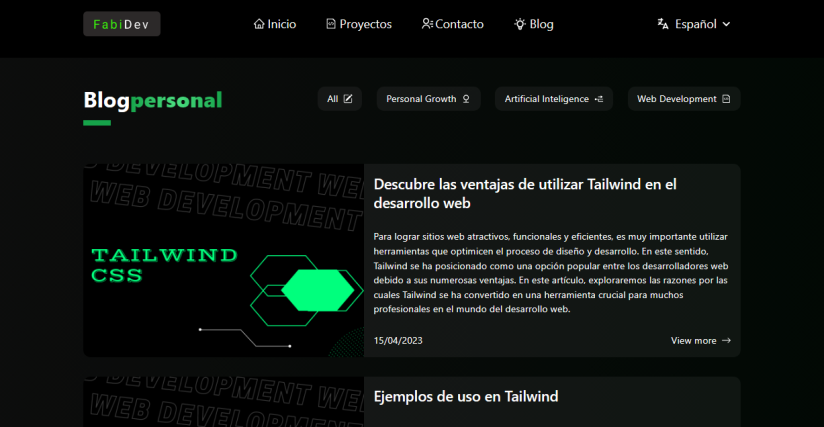 FabiDev
Inicio
Proyectos
Contacto
Blog
Español
Blogpersonal
All
Personal Growth
Artificial Inteligence
Web Development
D DEVELOPMENT WEB
WEB DEVELOPMENT
TAILWIND
CSS
Descubre las ventajas de utilizar Tailwind en el
desarrollo web
Para lograr sitios web atractivos, funcionales y eficientes, es muy importante utilizar
herramientas que optimicen el proceso de diseño y desarrollo. En este sentido,
Tailwind se ha posicionado como una opción popular entre los desarrolladores web
debido a sus numerosas ventajas. En este artículo, exploraremos las razones por las
cuales Tailwind se ha convertido en una herramienta crucial para muchos
profesionales en el mundo del desarrollo web.
15/04/2023
View more
D DEVELOPMENT WE
WEB DEVELOPMENT
Ejemplos de uso en Tailwind